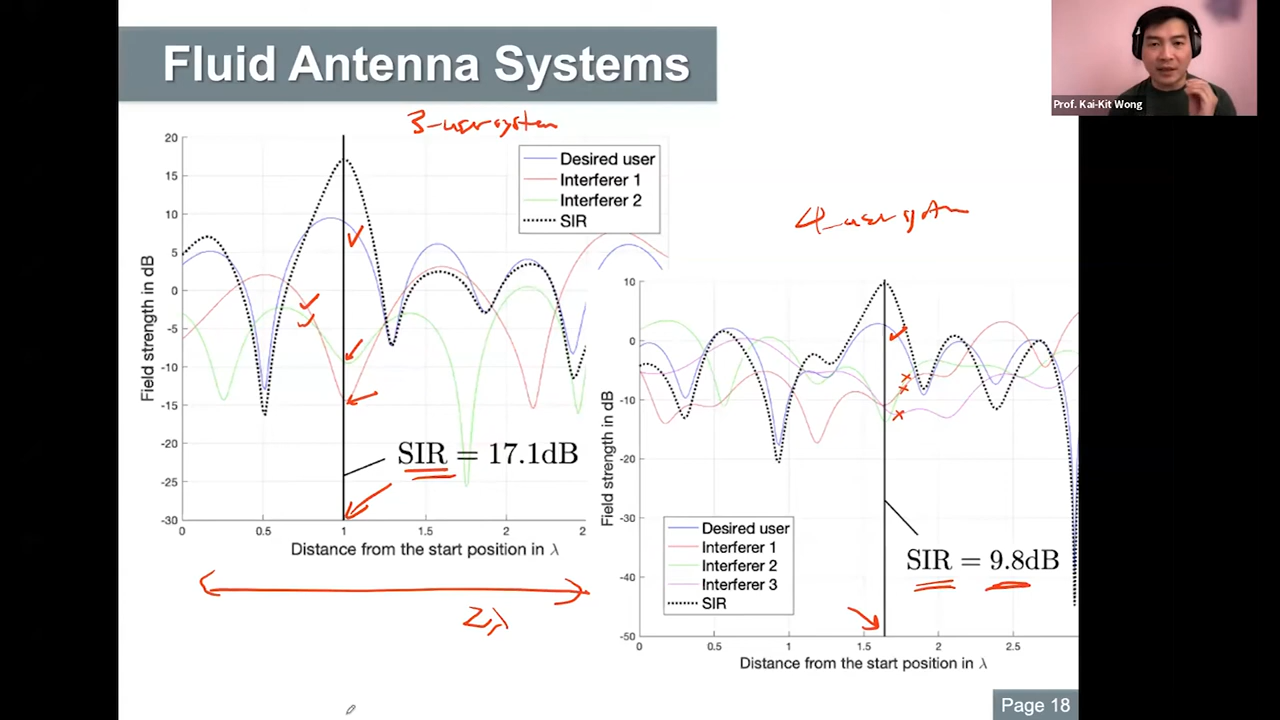 Fluid Antenna Systems
Prof. Kai-Kit Wong
3-user system
20
15
10
5
0
-5
-10
-15
-20
-25
-30
Field strength in dB
Desired user
Interferer 1
Interferer 2
SIR
SIR = 17.1dB
0.5
1
1.5
2
2
Distance from the start position in λ
2λ
4-user system
10
0
-10
-20
-30
-40
-50
Field strength in dB
Desired user
Interferer 1
Interferer 2
Interferer 3
SIR
SIR = 9.8dB
0
0.5
1
1.5
2
2.5
Distance from the start position in λ
Page 18